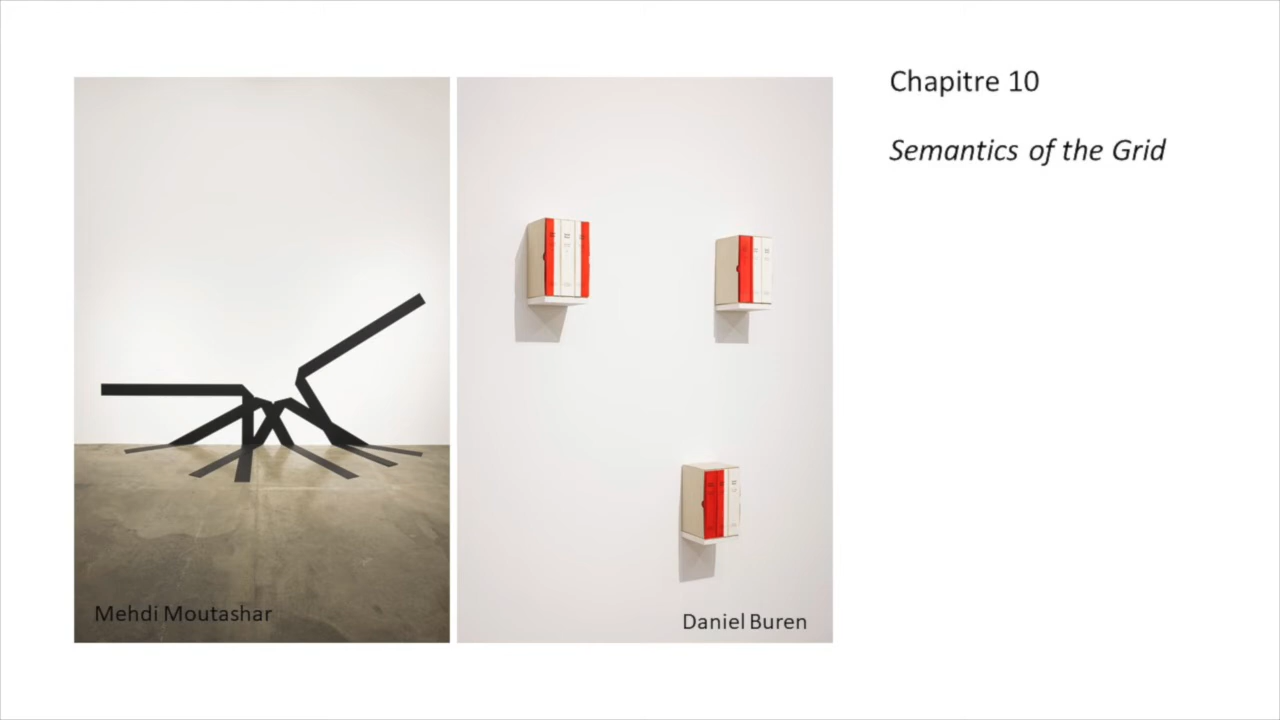 Chapitre 10
Semantics of the Grid
Mehdi Moutashar
Daniel Buren